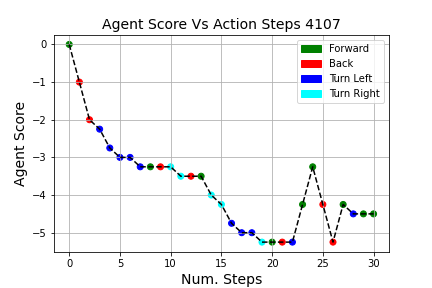 Agent Score Vs Action Steps 4107
Forward
Back
Turn Left
Turn Right
Agent Score
0
−1
−2
−3
−4
−5
0 5 10 15 20 25 30
Num. Steps